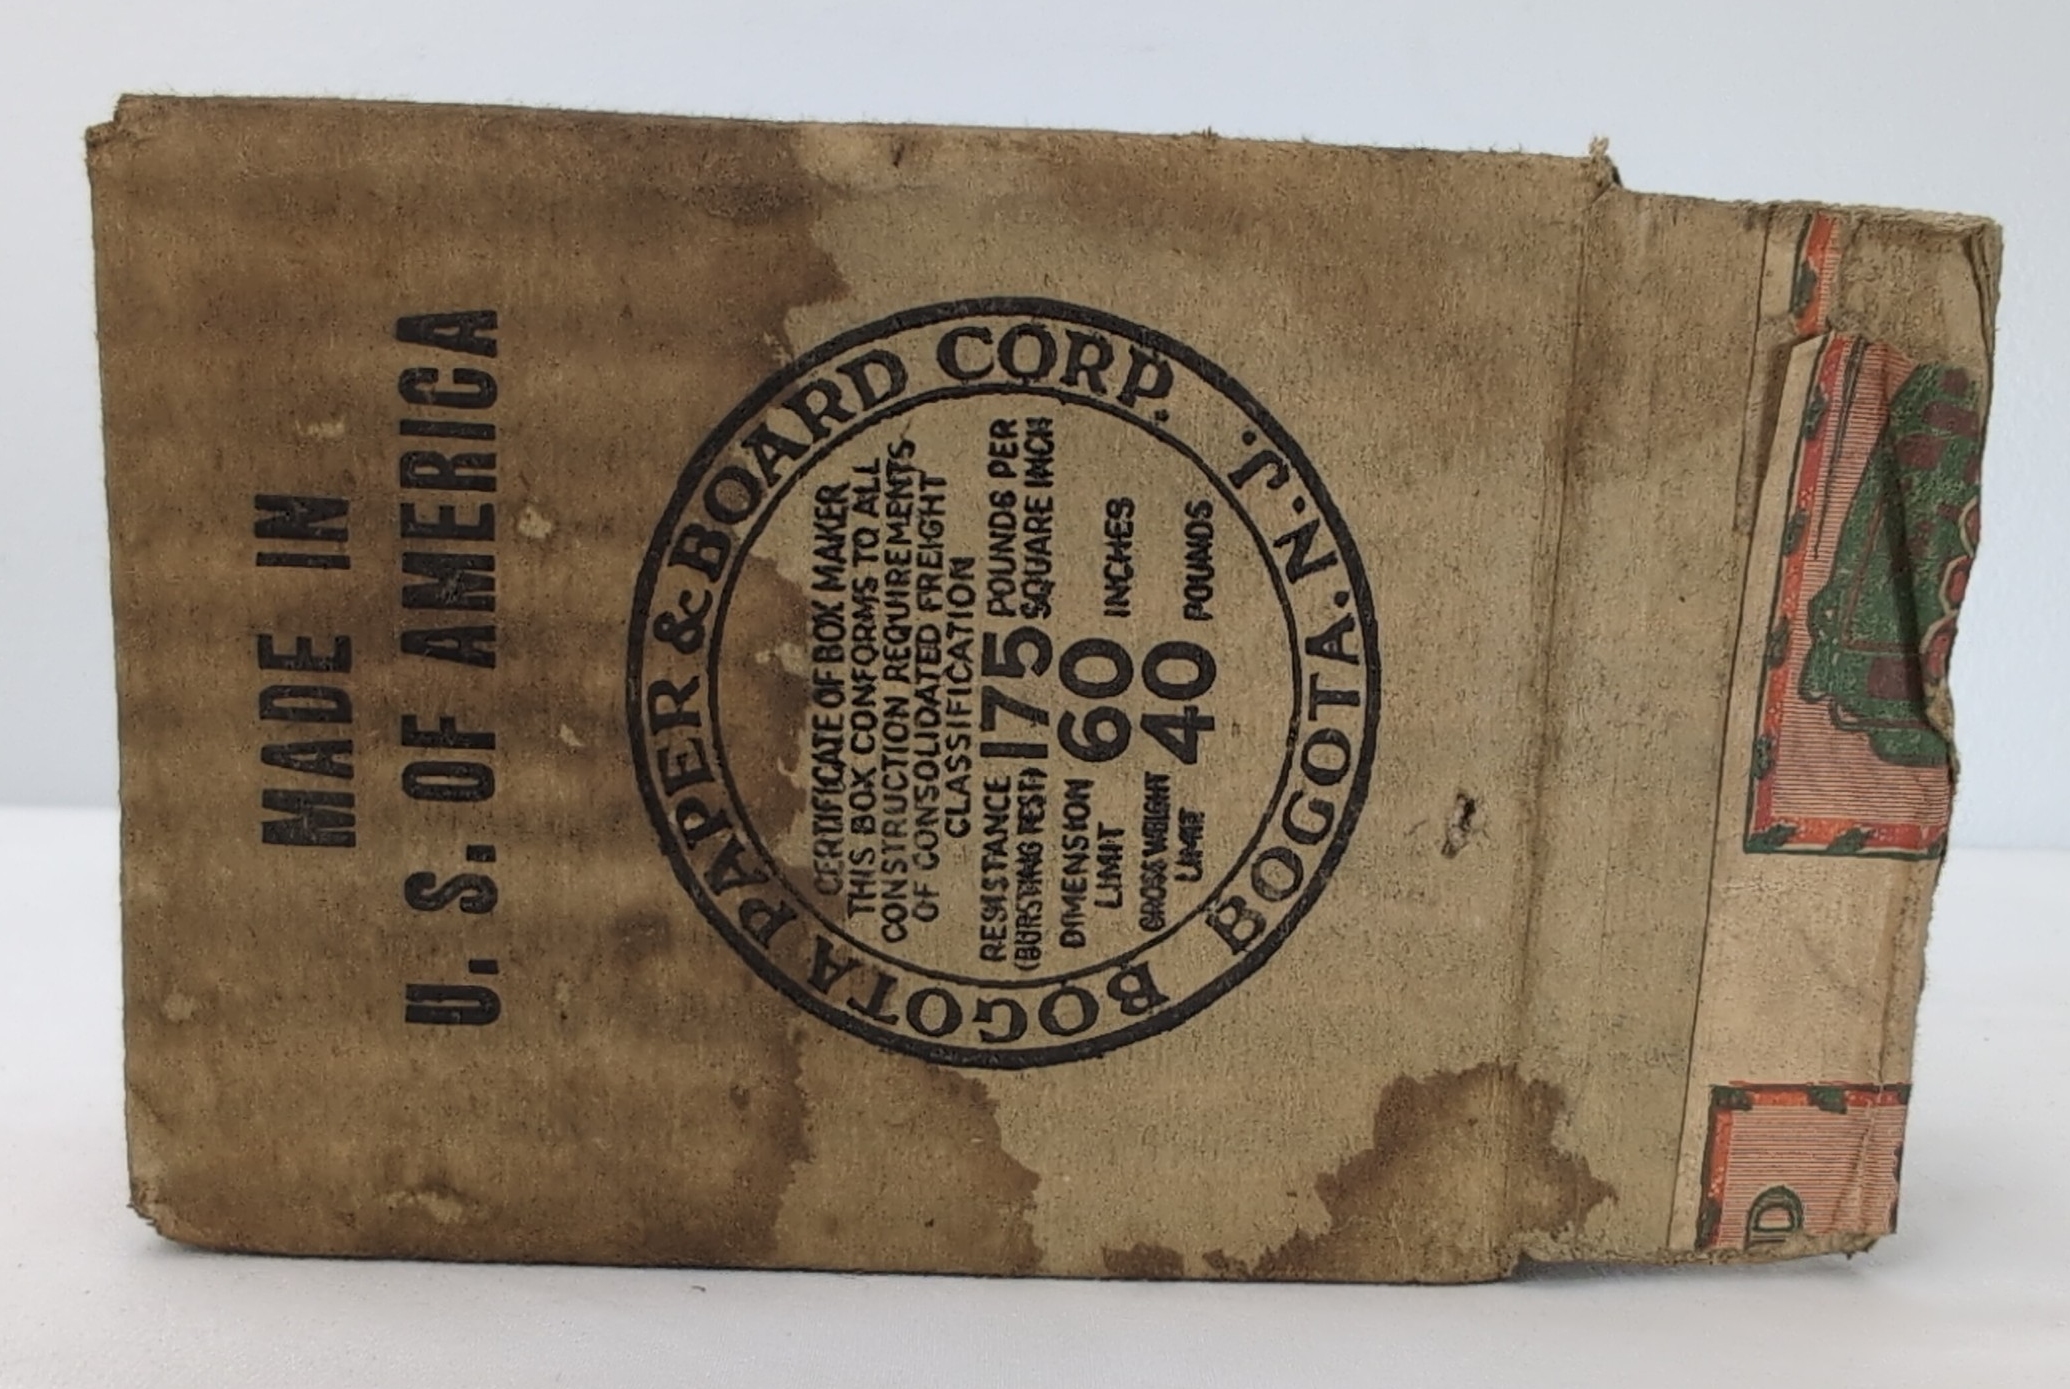 MADE IN
U. S. OF AMERICA
BOGOTA PAPER & BOARD CORP.
BOGOTA. N. J.
CERTIFICATE OF BOX MAKER
THIS BOX CONFORMS TO ALL
CONSTRUCTION REQUIREMENTS
OF CONSOLIDATED FREIGHT
CLASSIFICATION
RESISTANCE 175 POUNDS PER
(BURSTING TEST) SQUARE INCH
DIMENSION 60 INCHES
LIMIT
GROSS WEIGHT 40 POUNDS
LIMIT